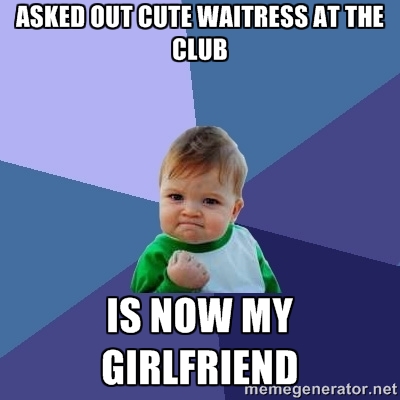 ASKED OUT CUTE WAITRESS AT THE
CLUB
IS NOW MY
GIRLFRIEND
memegenerator.net